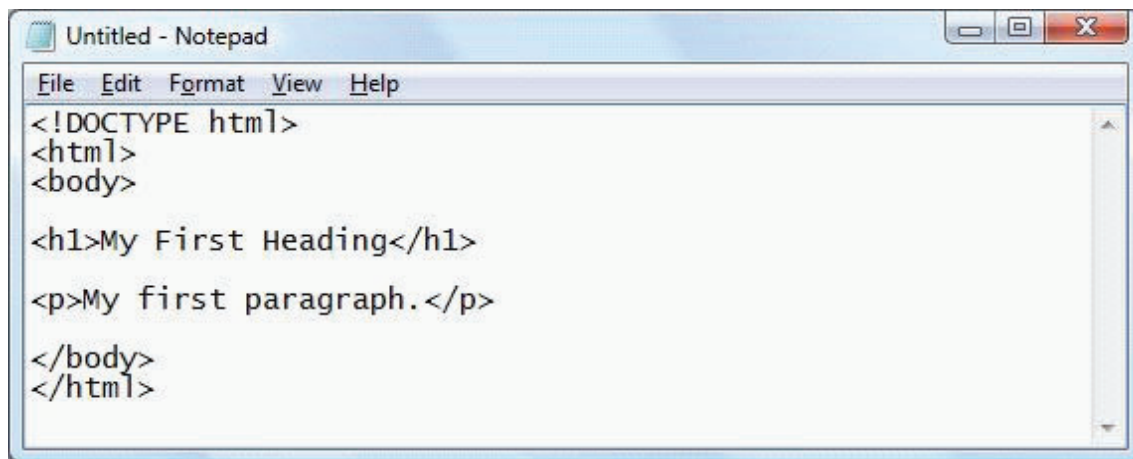 Untitled - Notepad
File Edit Format View Help
<!DOCTYPE html>
<html>
<body>
<h1>My First Heading</h1>
<p>My first paragraph.</p>
</body>
</html>